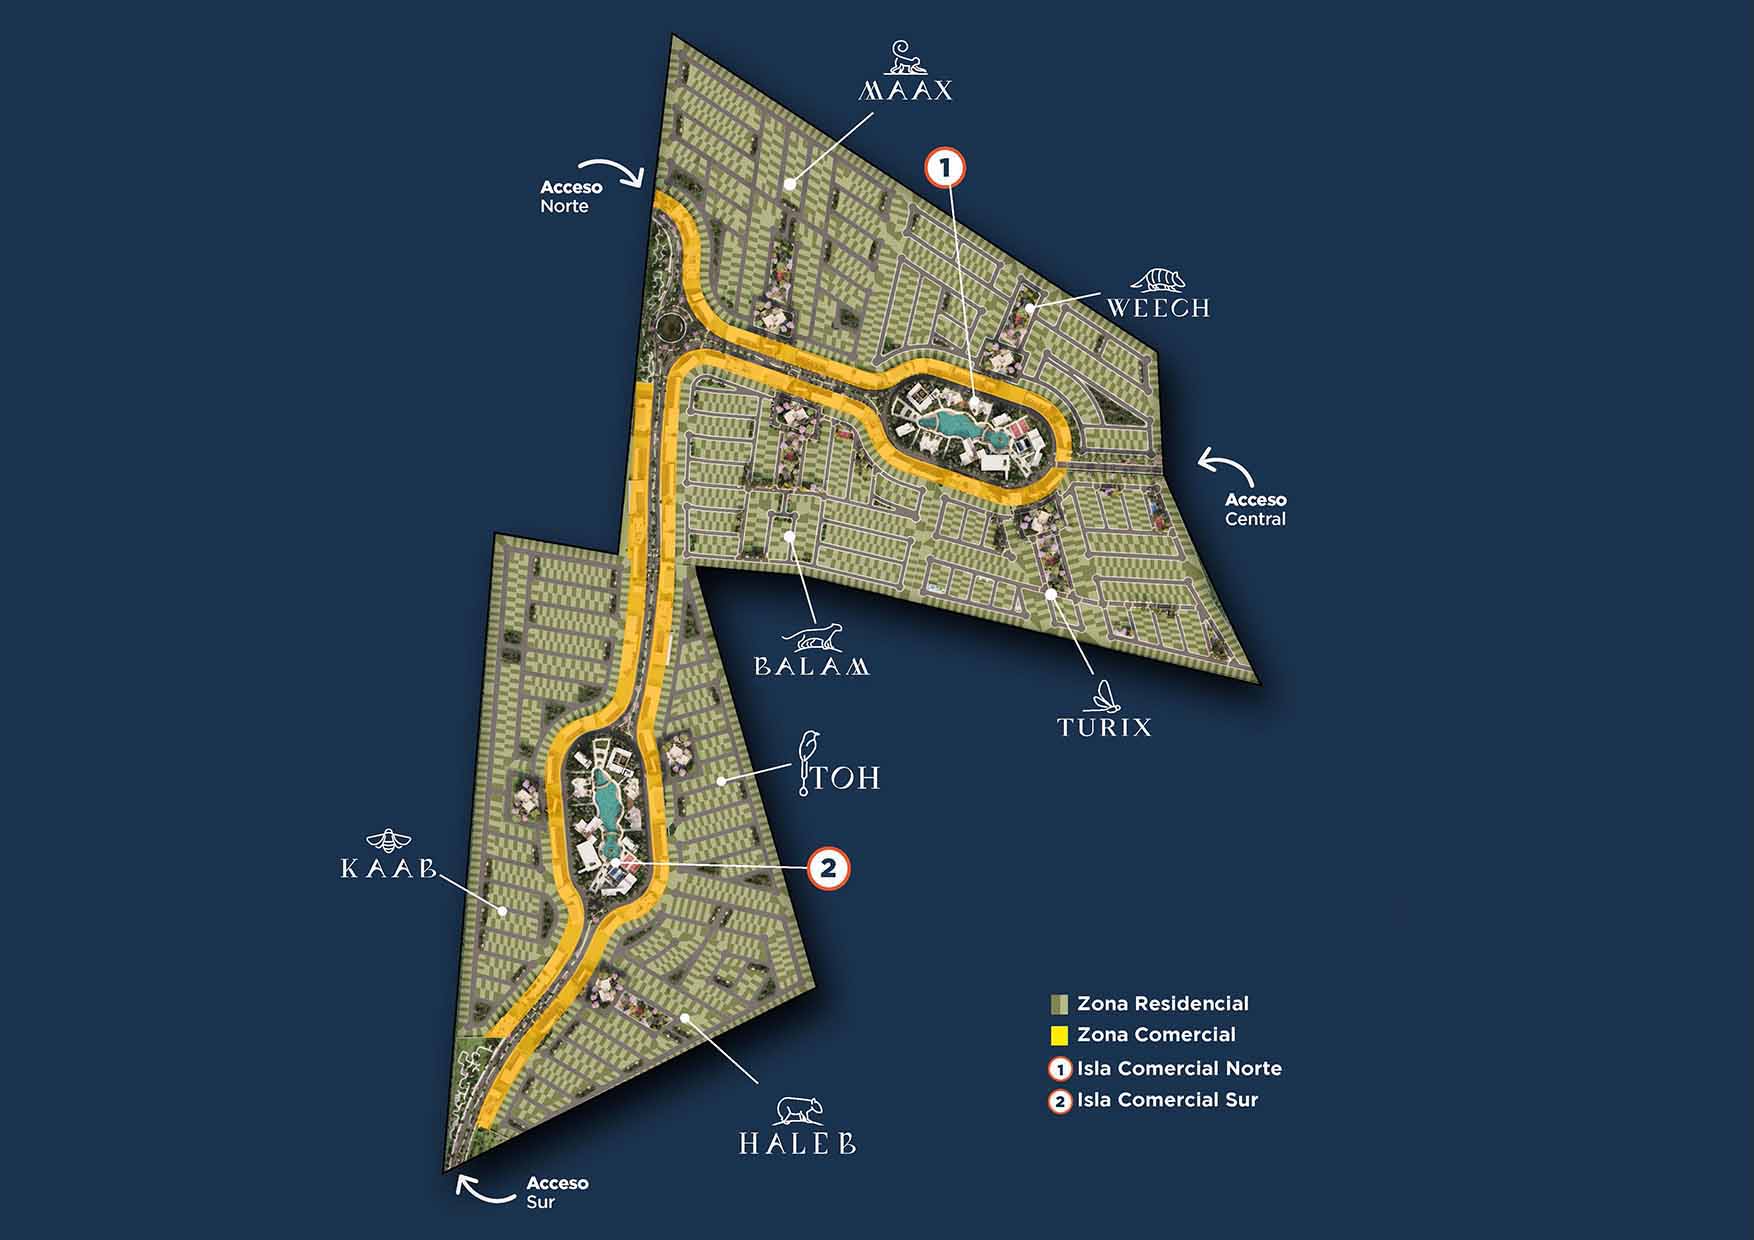 MAAX
1
Acceso
Norte
WEECH
Acceso
Central
BALAM
TURIX
TOH
KAAB
2
Zona Residencial
Zona Comercial
1 Isla Comercial Norte
2 Isla Comercial Sur
HALEB
Acceso
Sur